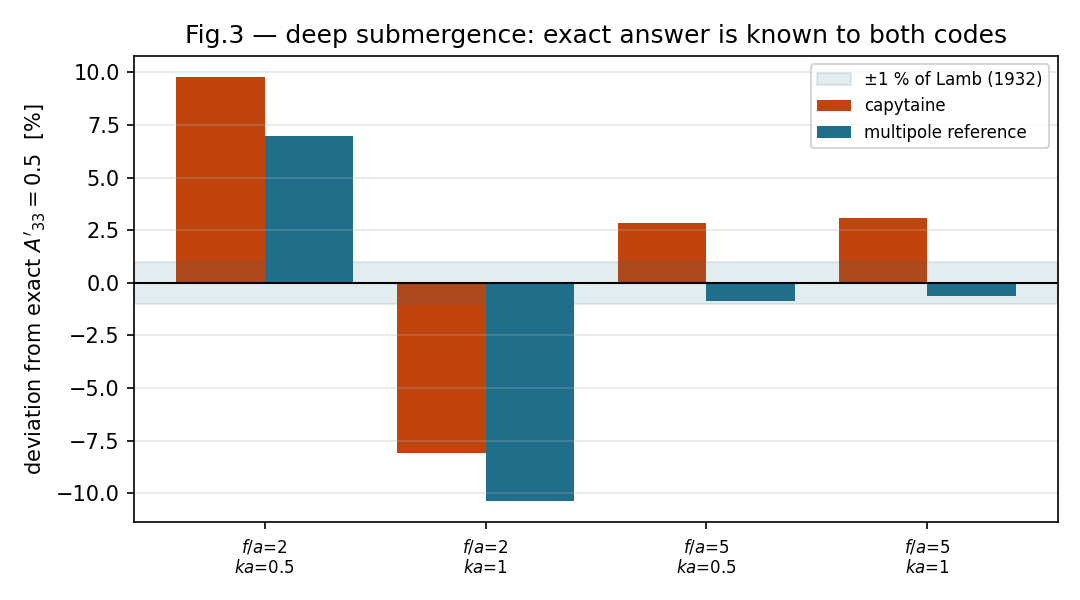 Fig.3 — deep submergence: exact answer is known to both codes
deviation from exact A′₃₃ = 0.5 [%]
10.0
7.5
5.0
2.5
0.0
−2.5
−5.0
−7.5
−10.0
±1 % of Lamb (1932)
capytaine
multipole reference
f/a=2
ka=0.5
f/a=2
ka=1
f/a=5
ka=0.5
f/a=5
ka=1